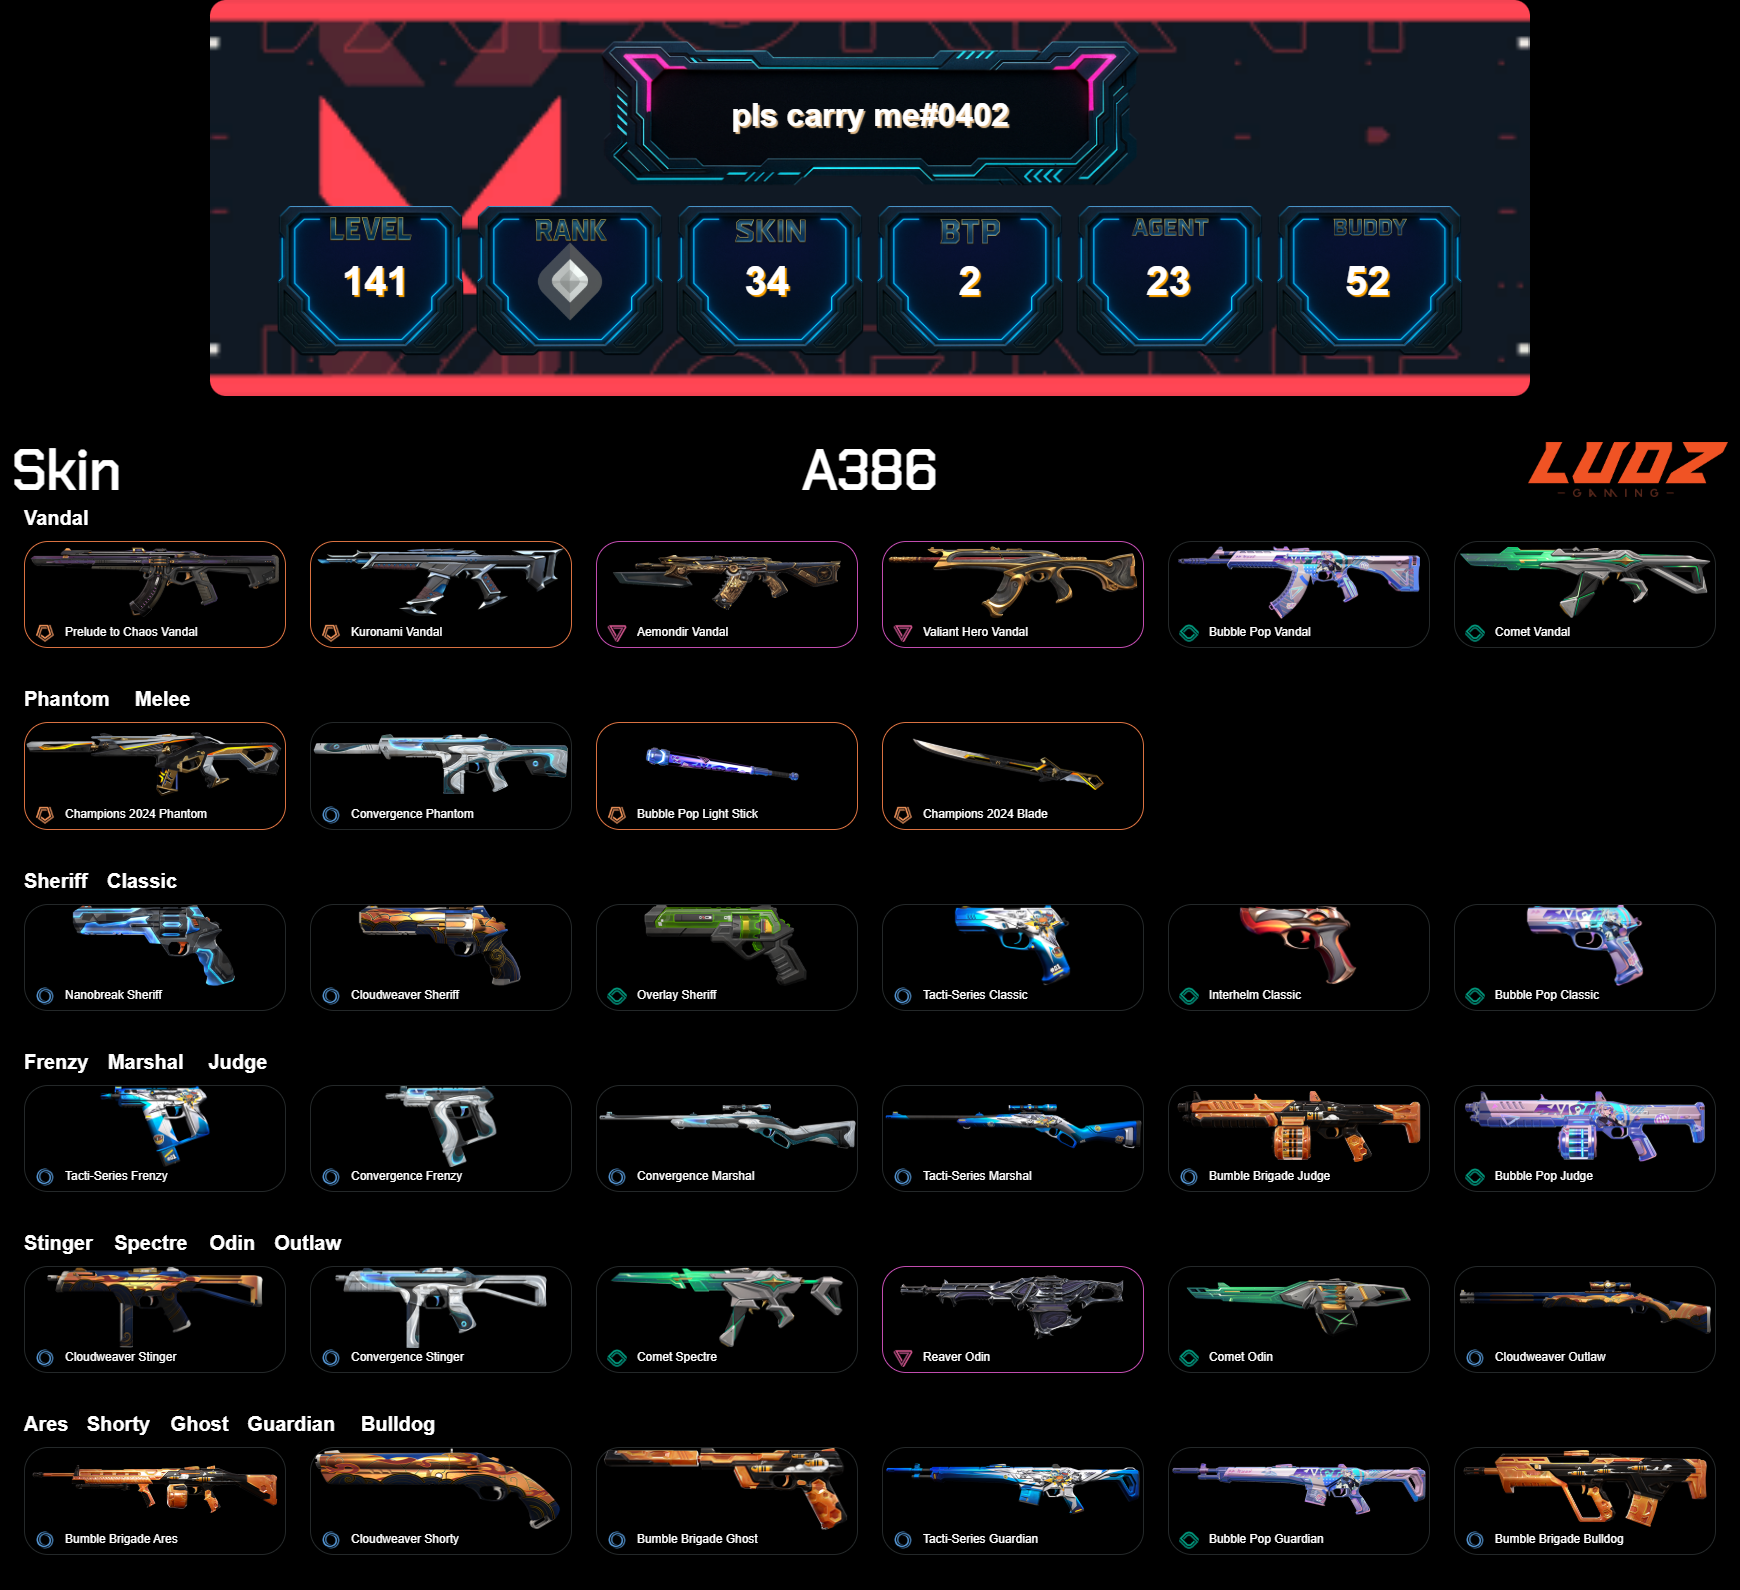 pls carry me#0402
LEVEL RANK SKIN BTP AGENT BUDDY
141 34 2 23 52
Skin A386 LUDZ
GAMING
Vandal
Prelude to Chaos Vandal Kuronami Vandal Aemondir Vandal Valiant Hero Vandal Bubble Pop Vandal Comet Vandal
Phantom Melee
Champions 2024 Phantom Convergence Phantom Bubble Pop Light Stick Champions 2024 Blade
Sheriff Classic
Nanobreak Sheriff Cloudweaver Sheriff Overlay Sheriff Tacti-Series Classic Interhelm Classic Bubble Pop Classic
Frenzy Marshal Judge
Tacti-Series Frenzy Convergence Frenzy Convergence Marshal Tacti-Series Marshal Bumble Brigade Judge Bubble Pop Judge
Stinger Spectre Odin Outlaw
Cloudweaver Stinger Convergence Stinger Comet Spectre Reaver Odin Comet Odin Cloudweaver Outlaw
Ares Shorty Ghost Guardian Bulldog
Bumble Brigade Ares Cloudweaver Shorty Bumble Brigade Ghost Tacti-Series Guardian Bubble Pop Guardian Bumble Brigade Bulldog